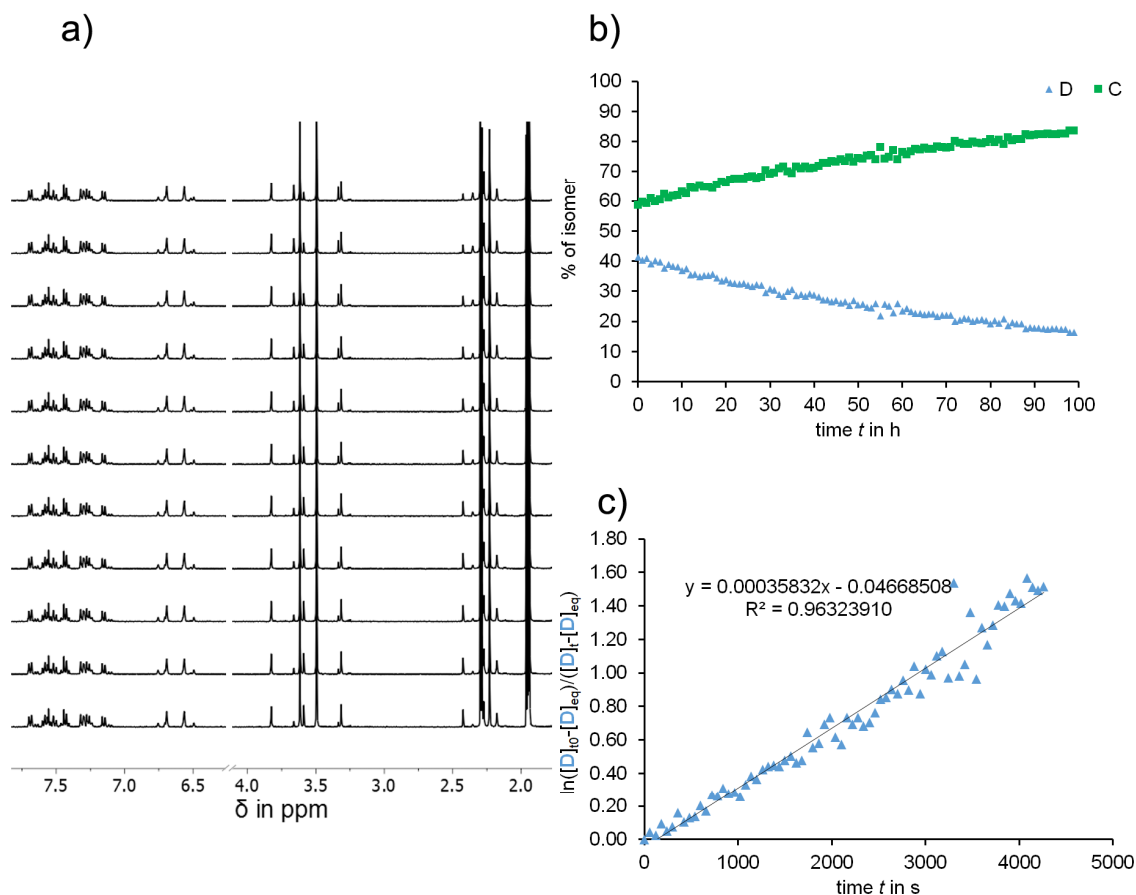 a)
7.5 7.0 6.5 4.0 3.5 3.0 2.5 2.0
δ in ppm
b)
D C
100
90
80
70
60
50
40
30
20
10
0
% of isomer
0 10 20 30 40 50 60 70 80 90 100
time t in h
c)
1.80
1.60
1.40
1.20
1.00
0.80
0.60
0.40
0.20
0.00
ln([D]t0-[D]eq)/([D]t-[D]eq)
y = 0.00035832x - 0.04668508
R² = 0.96323910
0 1000 2000 3000 4000 5000
time t in s